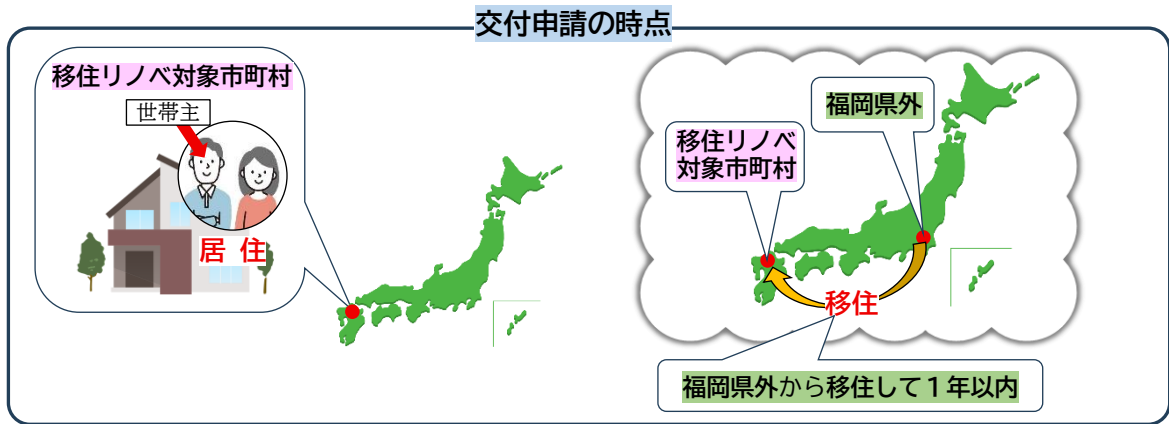 交付申請の時点
移住リノベ対象市町村
世帯主
居 住
福岡県外
移住リノベ
対象市町村
移住
福岡県外から移住して１年以内